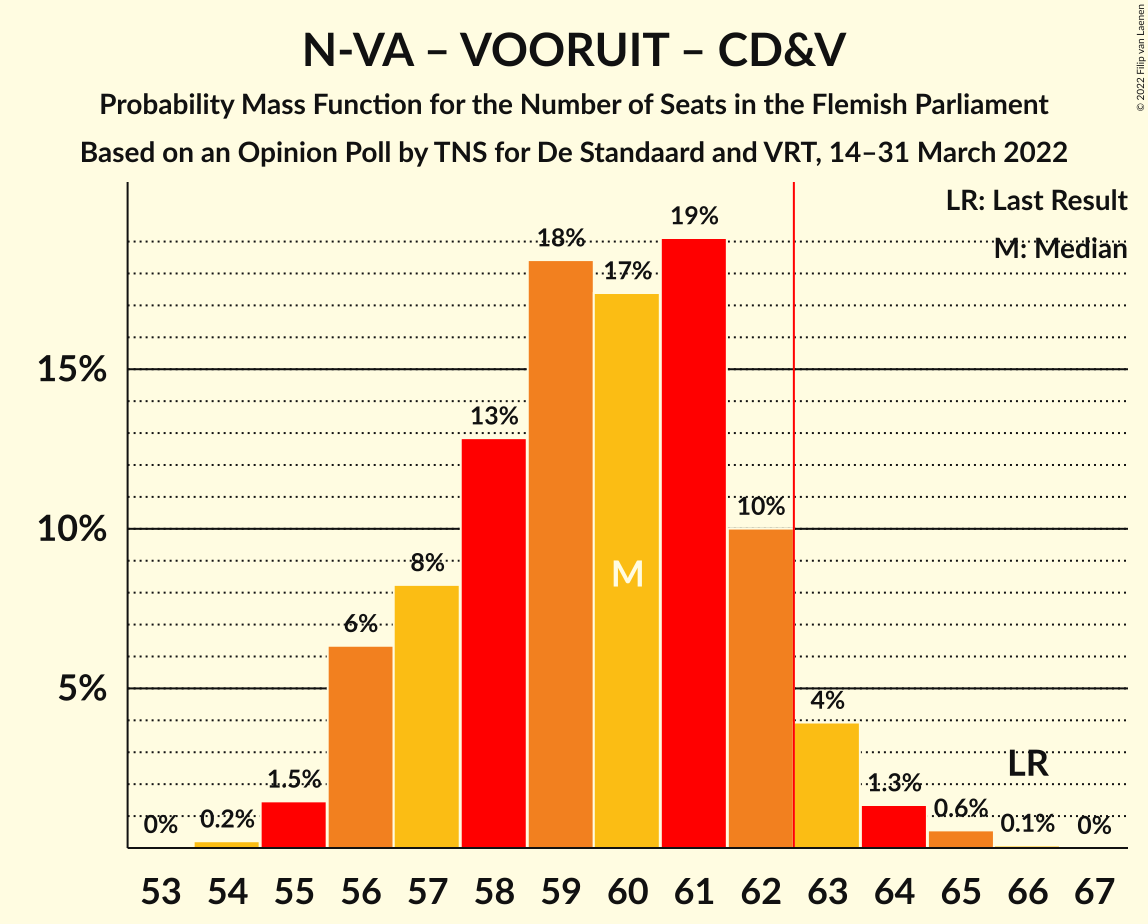 N-VA – VOORUIT – CD&V
Probability Mass Function for the Number of Seats in the Flemish Parliament
Based on an Opinion Poll by TNS for De Standaard and VRT, 14–31 March 2022
© 2022 Filip van Laenen
LR: Last Result
M: Median
15%
10%
5%
0%
0.2%
1.5%
6%
8%
13%
18%
17%
19%
10%
4%
1.3%
0.6%
0.1%
0%
M
LR
53 54 55 56 57 58 59 60 61 62 63 64 65 66 67